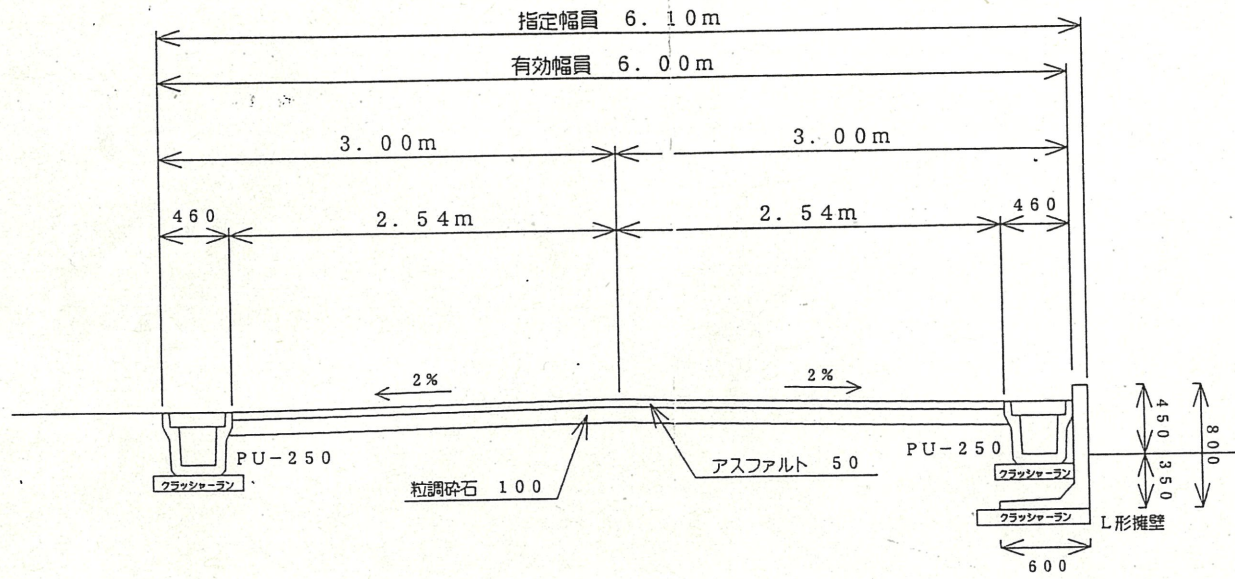 指定幅員 6.10m
有効幅員 6.00m
3.00m
3.00m
460
2.54m
2.54m
460
2%
2%
PU-250
クラッシャーラン
粒調砕石 100
アスファルト 50
PU-250
クラッシャーラン
クラッシャーラン
L形擁壁
450
350
800
600